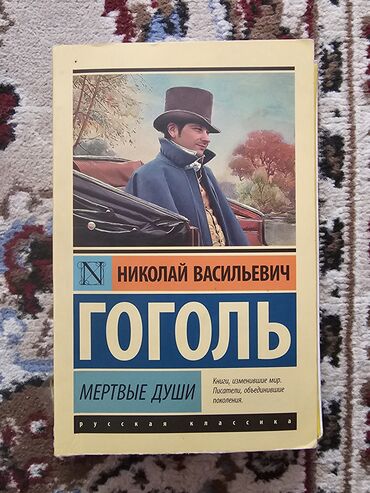 N
НИКОЛАЙ ВАСИЛЬЕВИЧ
ГОГОЛЬ
МЕРТВЫЕ ДУШИ
Книги, изменившие мир.
Писатели, объединившие
поколения.
русская классика